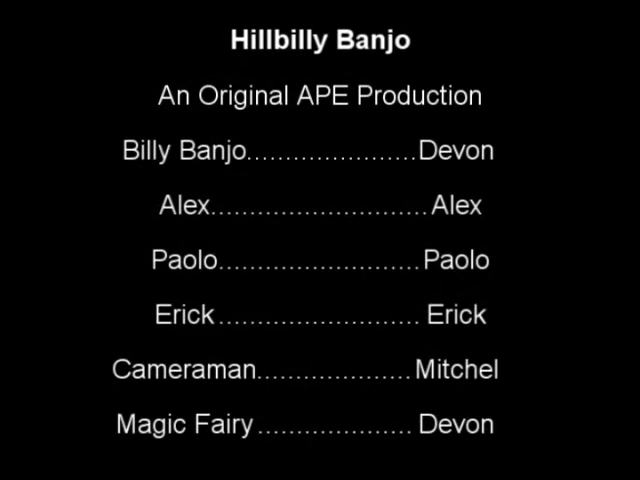 Hillbilly Banjo
An Original APE Production
Billy Banjo......................Devon
Alex............................Alex
Paolo..........................Paolo
Erick.......................... Erick
Cameraman....................Mitchel
Magic Fairy.................... Devon